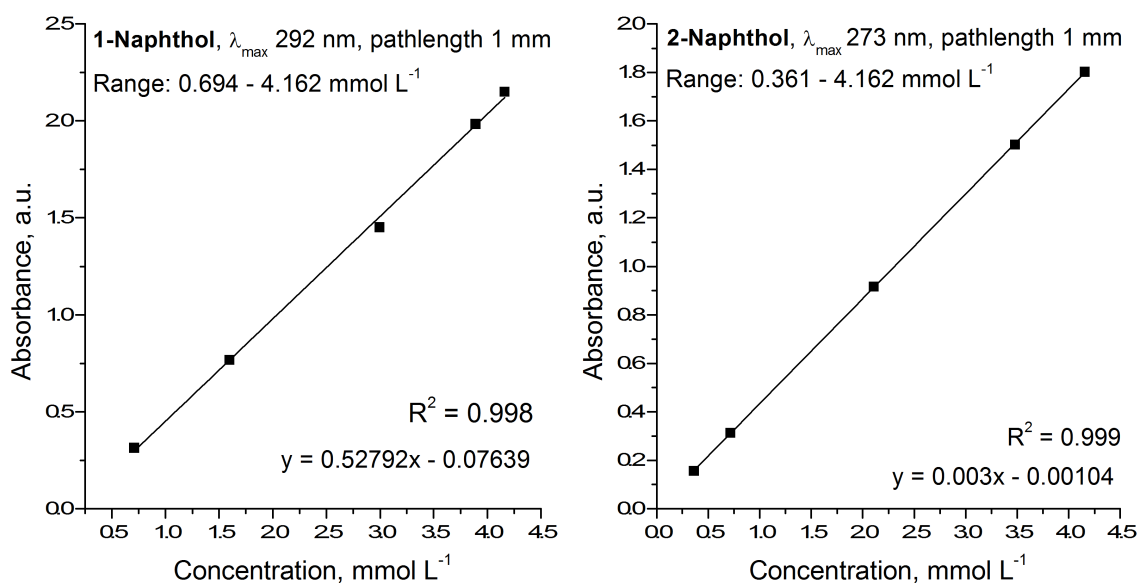 1-Naphthol, λmax 292 nm, pathlength 1 mm
Range: 0.694 - 4.162 mmol L⁻¹
2.5
2.0
1.5
1.0
0.5
0.0
Absorbance, a.u.
R² = 0.998
y = 0.52792x - 0.07639
0.5 1.0 1.5 2.0 2.5 3.0 3.5 4.0 4.5
Concentration, mmol L⁻¹
2-Naphthol, λmax 273 nm, pathlength 1 mm
Range: 0.361 - 4.162 mmol L⁻¹
2.0
1.8
1.6
1.4
1.2
1.0
0.8
0.6
0.4
0.2
0.0
Absorbance, a.u.
R² = 0.999
y = 0.003x - 0.00104
0.0 0.5 1.0 1.5 2.0 2.5 3.0 3.5 4.0 4.5
Concentration, mmol L⁻¹